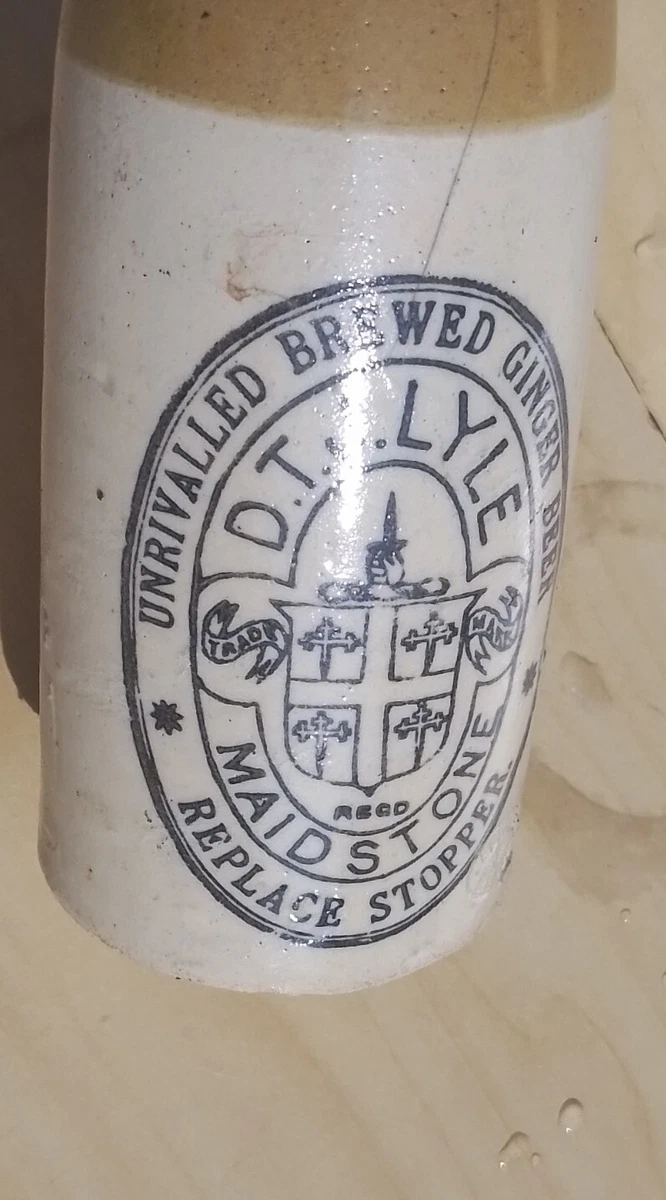 UNRIVALLED BREWED GINGER BEER
D.T. LYLE
TRADE MARK
REGD
MAIDSTONE
REPLACE STOPPER.